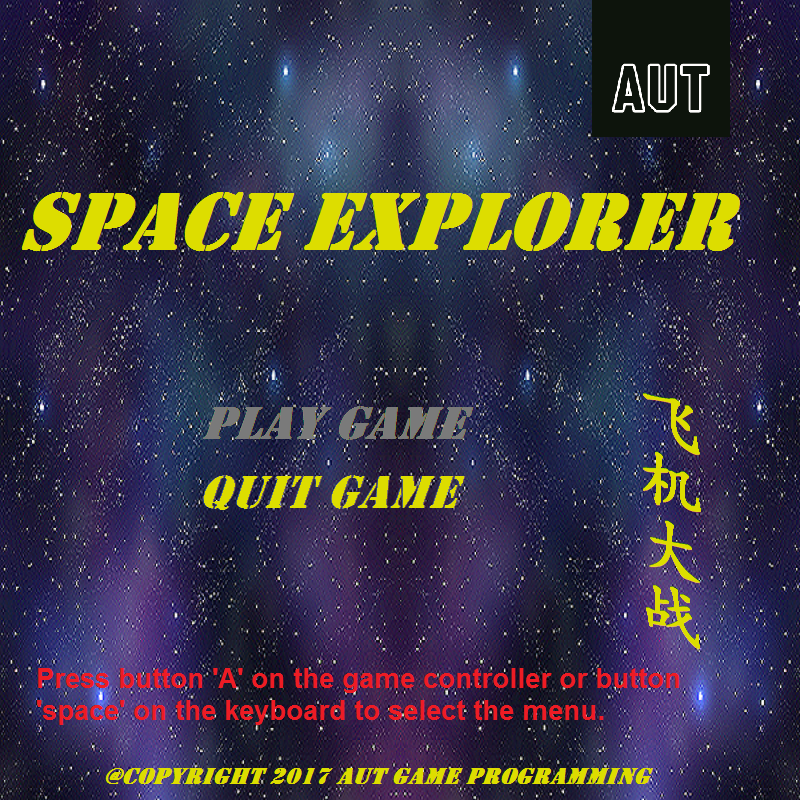 AUT
SPACE EXPLORER
PLAY GAME
QUIT GAME
飞机大战
Press button 'A' on the game controller or button
'space' on the keyboard to select the menu.
@COPYRIGHT 2017 AUT GAME PROGRAMMING